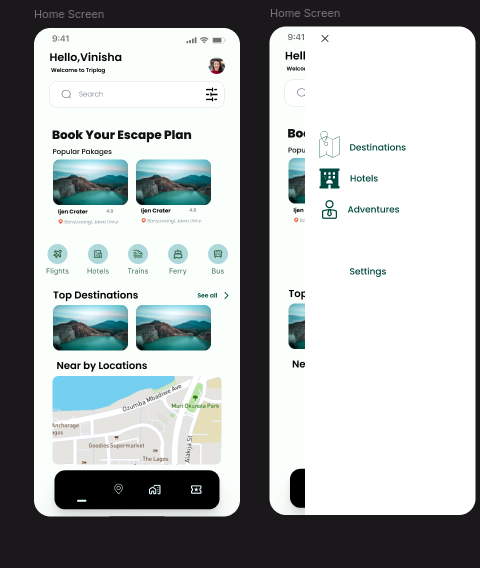 Home Screen
9:41
Hello,Vinisha
Welcome to Triplog
Search
Book Your Escape Plan
Popular Pakages
Ijen Crater 4.8
Ijen Crater 4.8
Banyuwangi, Jawa timur
Banyuwangi, Jawa timur
Flights Hotels Trains Ferry Bus
Top Destinations See all
Near by Locations
Ozumba Mbadiwe Ave
Muri Okunola Park
Anchorage
agos
Goodies Supermarket
The Lagos
Home Screen
9:41
Hell
Welco
Boo
Popu
Ijen
Top
Ne
Destinations
Hotels
Adventures
Settings